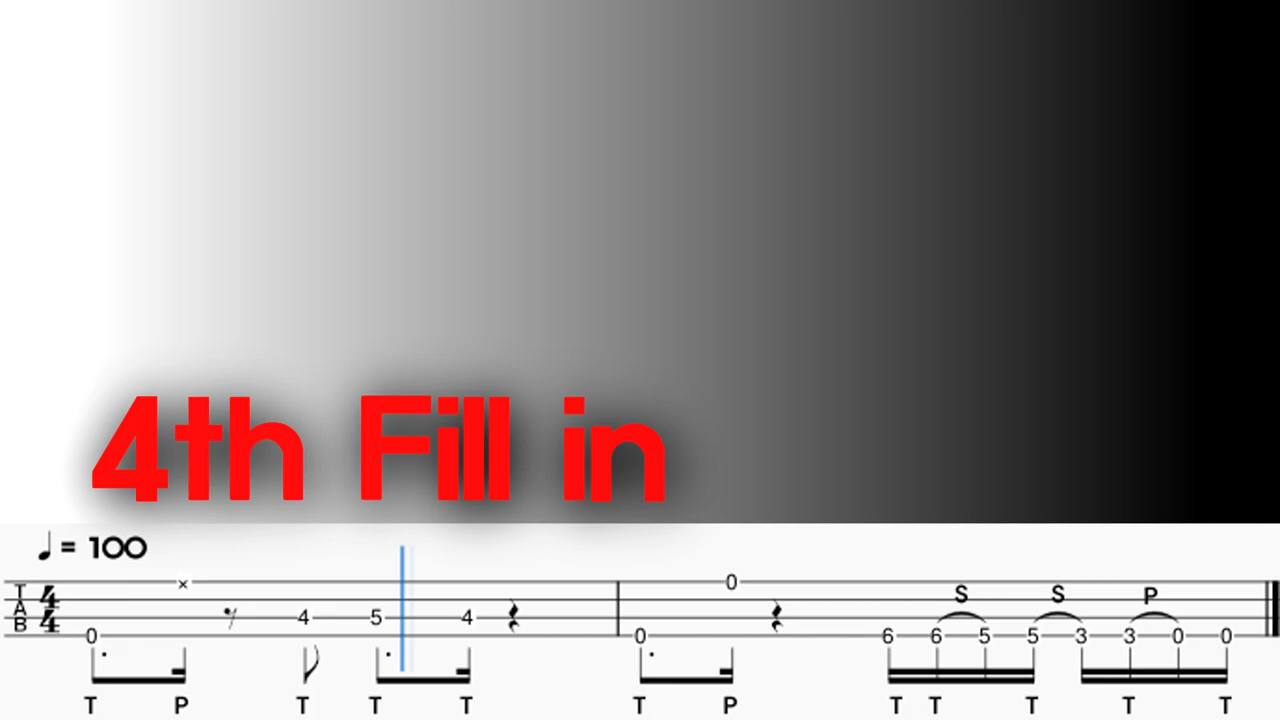 4th Fill in
♩ = 100
T A B 4 4 0 × 4 5 4 0 0 S S P 6 6 5 5 3 3 0 0
T P T T T T P T T T T T